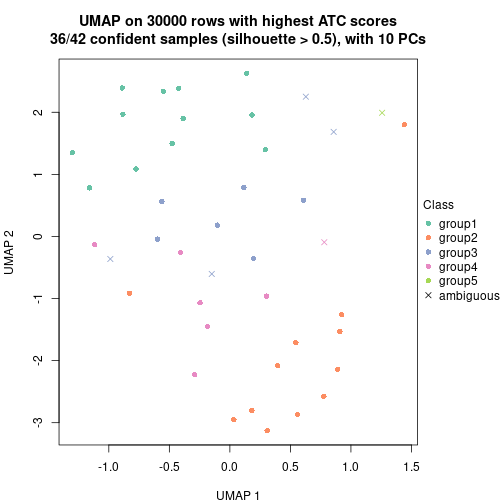 UMAP on 30000 rows with highest ATC scores
36/42 confident samples (silhouette > 0.5), with 10 PCs
2
1
0
-1
-2
-3
UMAP 2
-1.0 -0.5 0.0 0.5 1.0 1.5
UMAP 1
Class
group1
group2
group3
group4
group5
ambiguous